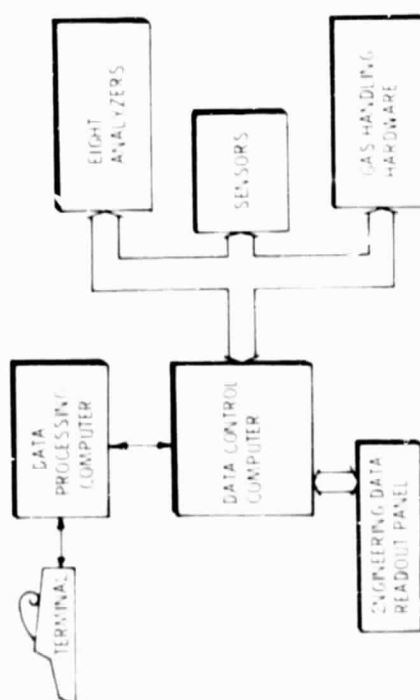 TERMINAL
DATA
PROCESSING
COMPUTER
EIGHT
ANALYZERS
DATA CONTROL
COMPUTER
SENSORS
ENGINEERING DATA
READOUT PANEL
GAS HANDLING
HARDWARE